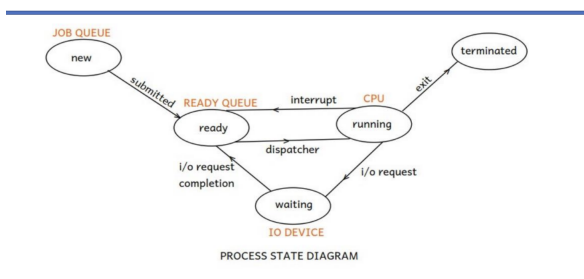 JOB QUEUE
new
terminated
submitted
exit
READY QUEUE
interrupt
CPU
ready
running
dispatcher
i/o request
completion
i/o request
waiting
IO DEVICE
PROCESS STATE DIAGRAM